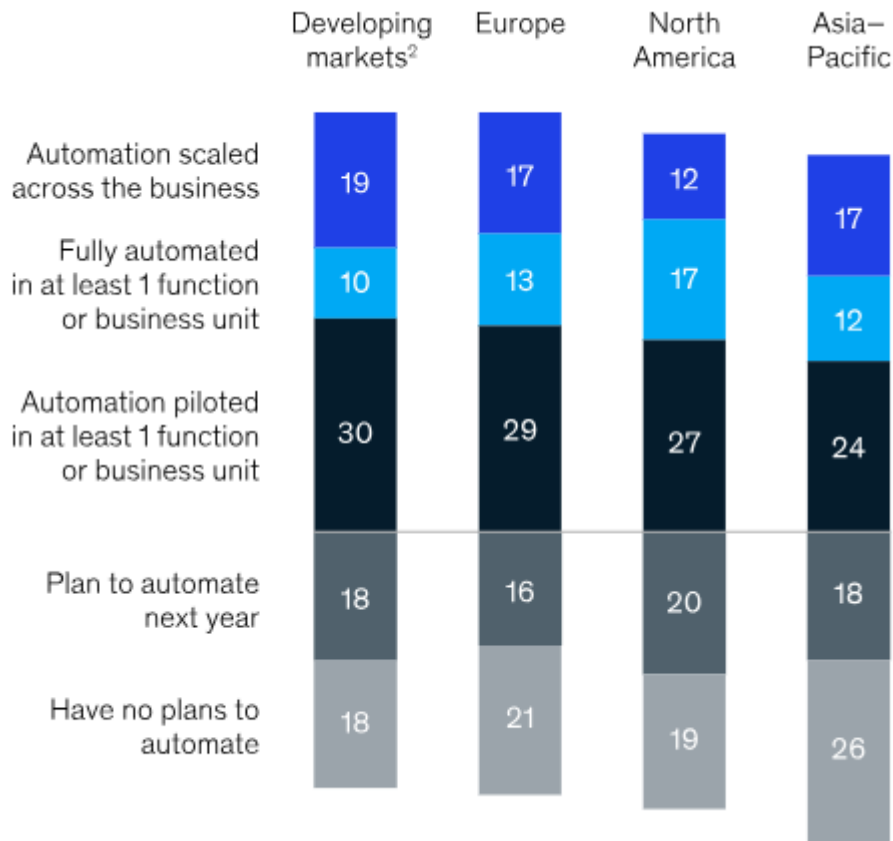 Developing markets²
Europe
North America
Asia–Pacific
Automation scaled
across the business
19
17
12
17
Fully automated
in at least 1 function
or business unit
10
13
17
12
Automation piloted
in at least 1 function
or business unit
30
29
27
24
Plan to automate
next year
18
16
20
18
Have no plans to
automate
18
21
19
26